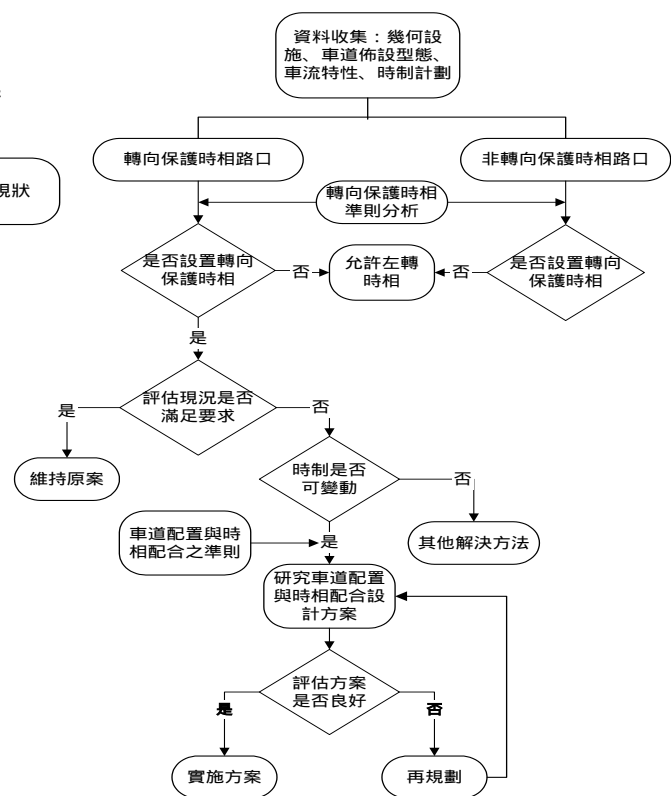 資料收集：幾何設
施、車道佈設型態、
車流特性、時制計劃
轉向保護時相路口
非轉向保護時相路口
現狀
轉向保護時相
準則分析
是否設置轉向
保護時相
否
允許左轉
時相
否
是否設置轉向
保護時相
是
評估現況是否
滿足要求
是
否
維持原案
時制是否
可變動
否
車道配置與時
相配合之準則
是
其他解決方法
研究車道配置
與時相配合設
計方案
評估方案
是否良好
是
否
實施方案
再規劃